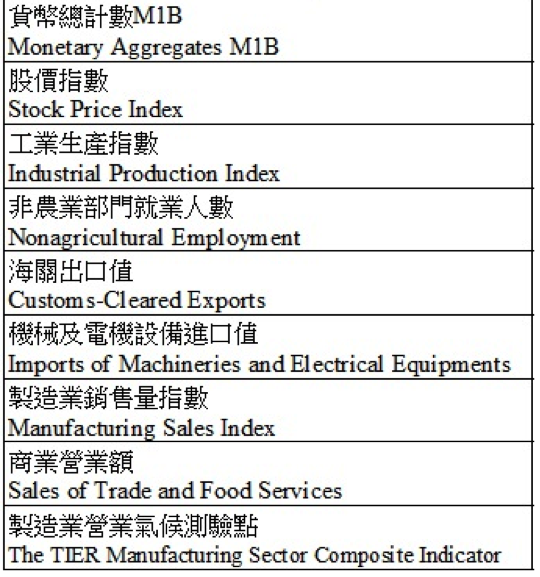 貨幣總計數M1B
Monetary Aggregates M1B
股價指數
Stock Price Index
工業生產指數
Industrial Production Index
非農業部門就業人數
Nonagricultural Employment
海關出口值
Customs-Cleared Exports
機械及電機設備進口值
Imports of Machineries and Electrical Equipments
製造業銷售量指數
Manufacturing Sales Index
商業營業額
Sales of Trade and Food Services
製造業營業氣候測驗點
The TIER Manufacturing Sector Composite Indicator